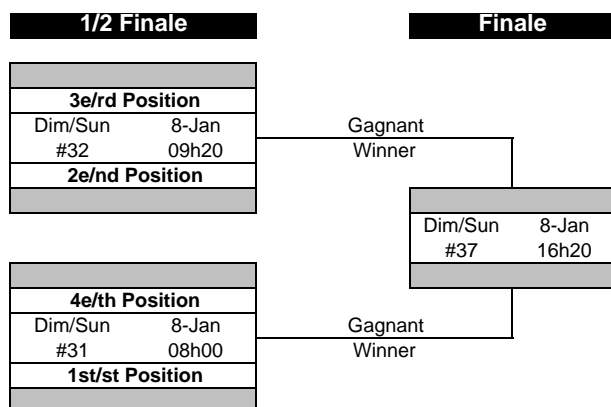 1/2 Finale
Finale
3e/rd Position
Dim/Sun 8-Jan
#32 09h20
2e/nd Position
Gagnant
Winner
Dim/Sun 8-Jan
#37 16h20
4e/th Position
Dim/Sun 8-Jan
#31 08h00
1st/st Position
Gagnant
Winner